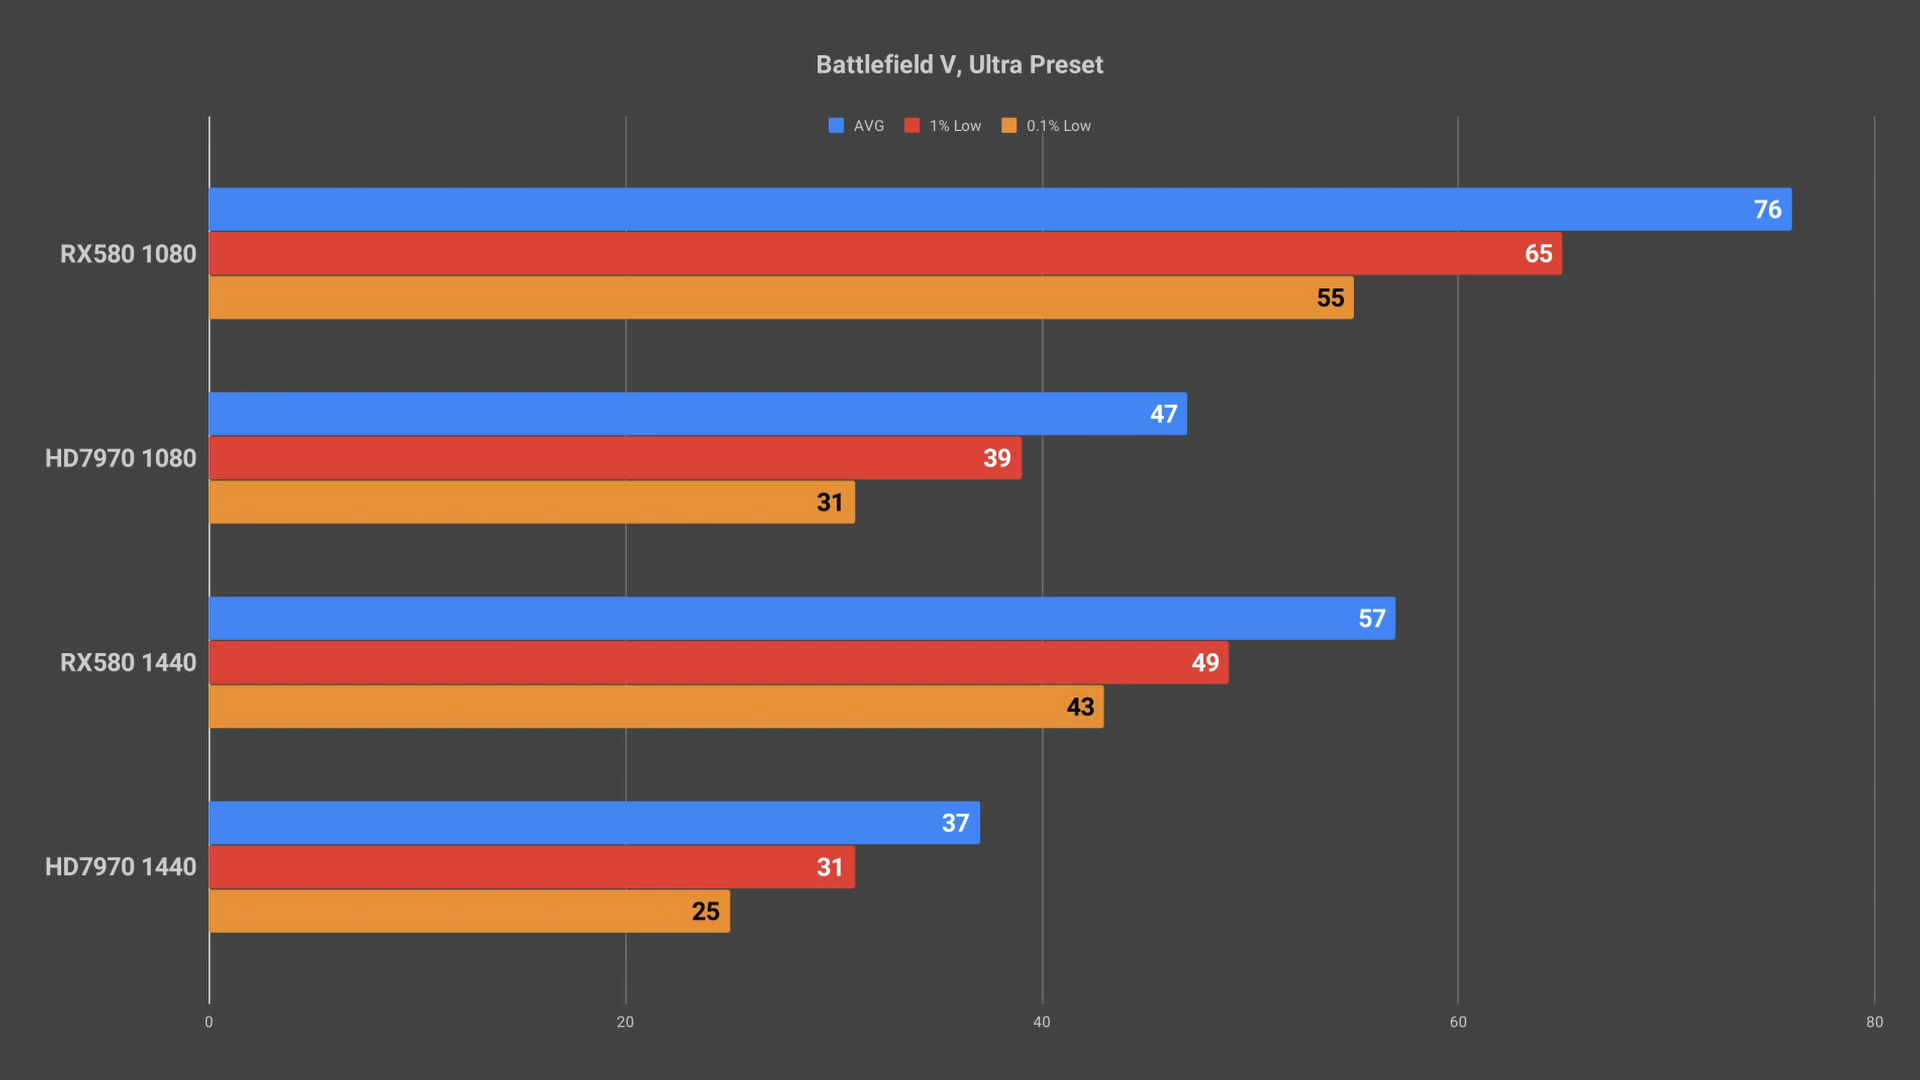 Battlefield V, Ultra Preset
AVG 1% Low 0.1% Low
RX580 1080
76
65
55
HD7970 1080
47
39
31
RX580 1440
57
49
43
HD7970 1440
37
31
25
0 20 40 60 80